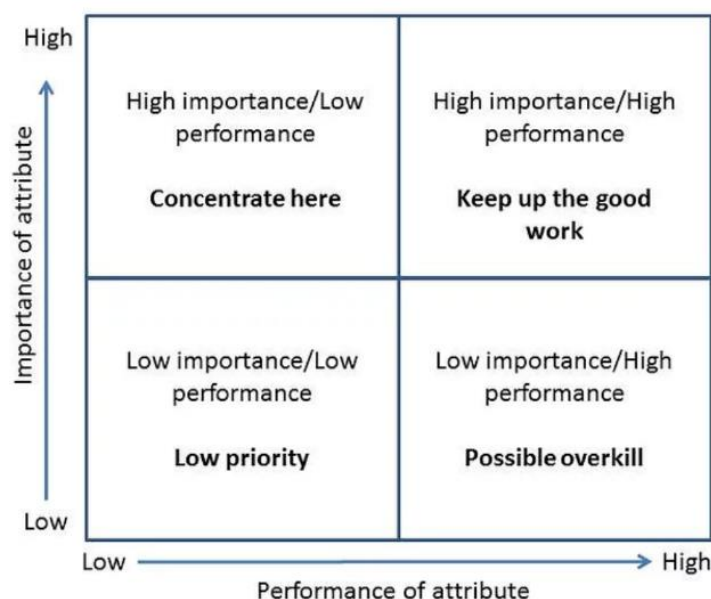 High
High importance/Low
performance
Concentrate here
High importance/High
performance
Keep up the good
work
Importance of attribute
Low importance/Low
performance
Low priority
Low importance/High
performance
Possible overkill
Low
Low
High
Performance of attribute